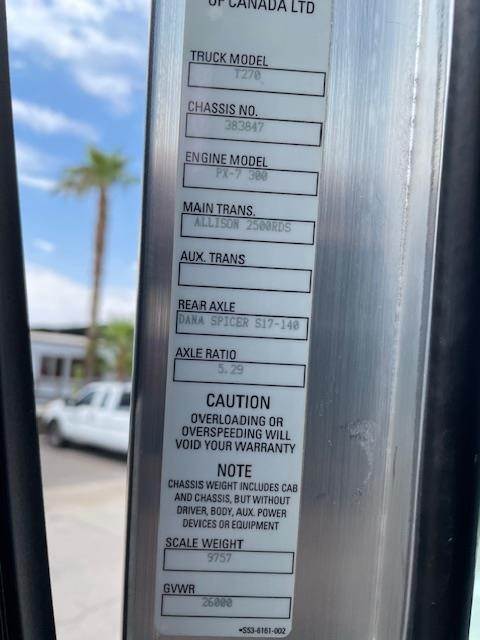 OF CANADA LTD
TRUCK MODEL
T270
CHASSIS NO.
383847
ENGINE MODEL
PX-7 300
MAIN TRANS.
ALLISON 2500RDS
AUX. TRANS
REAR AXLE
DANA SPICER S17-140
AXLE RATIO
5.29
CAUTION
OVERLOADING OR
OVERSPEEDING WILL
VOID YOUR WARRANTY
NOTE
CHASSIS WEIGHT INCLUDES CAB
AND CHASSIS, BUT WITHOUT
DRIVER, BODY, AUX. POWER
DEVICES OR EQUIPMENT
SCALE WEIGHT
9757
GVWR
26000
*S53-6161-002